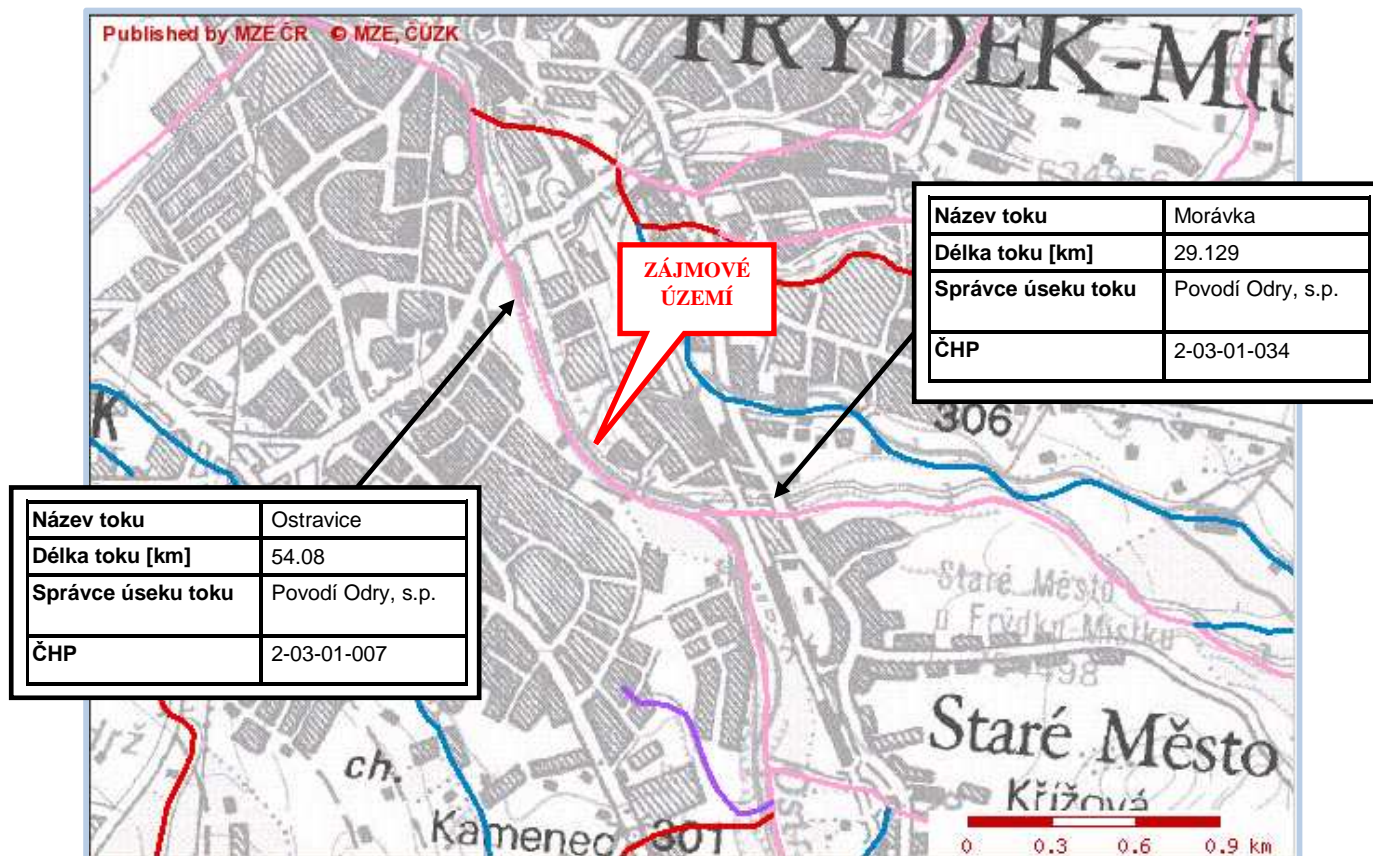 Published by MZE ČR © MZE, ČÚZK
FRÝDEK-MÍS
634956
Název toku Morávka
Délka toku [km] 29.129
Správce úseku toku Povodí Odry, s.p.
ČHP 2-03-01-034
ZÁJMOVÉ
ÚZEMÍ
306
K
Název toku Ostravice
Délka toku [km] 54.08
Správce úseku toku Povodí Odry, s.p.
ČHP 2-03-01-007
Staré Město
u Frýdku-Místku
498
Staré Město
ch.
Křížová
Kamenec 301
0 0.3 0.6 0.9 km